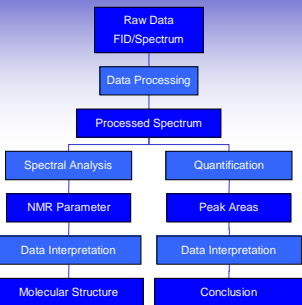 Raw Data
FID/Spectrum
Data Processing
Processed Spectrum
Spectral Analysis
Quantification
NMR Parameter
Peak Areas
Data Interpretation
Data Interpretation
Molecular Structure
Conclusion